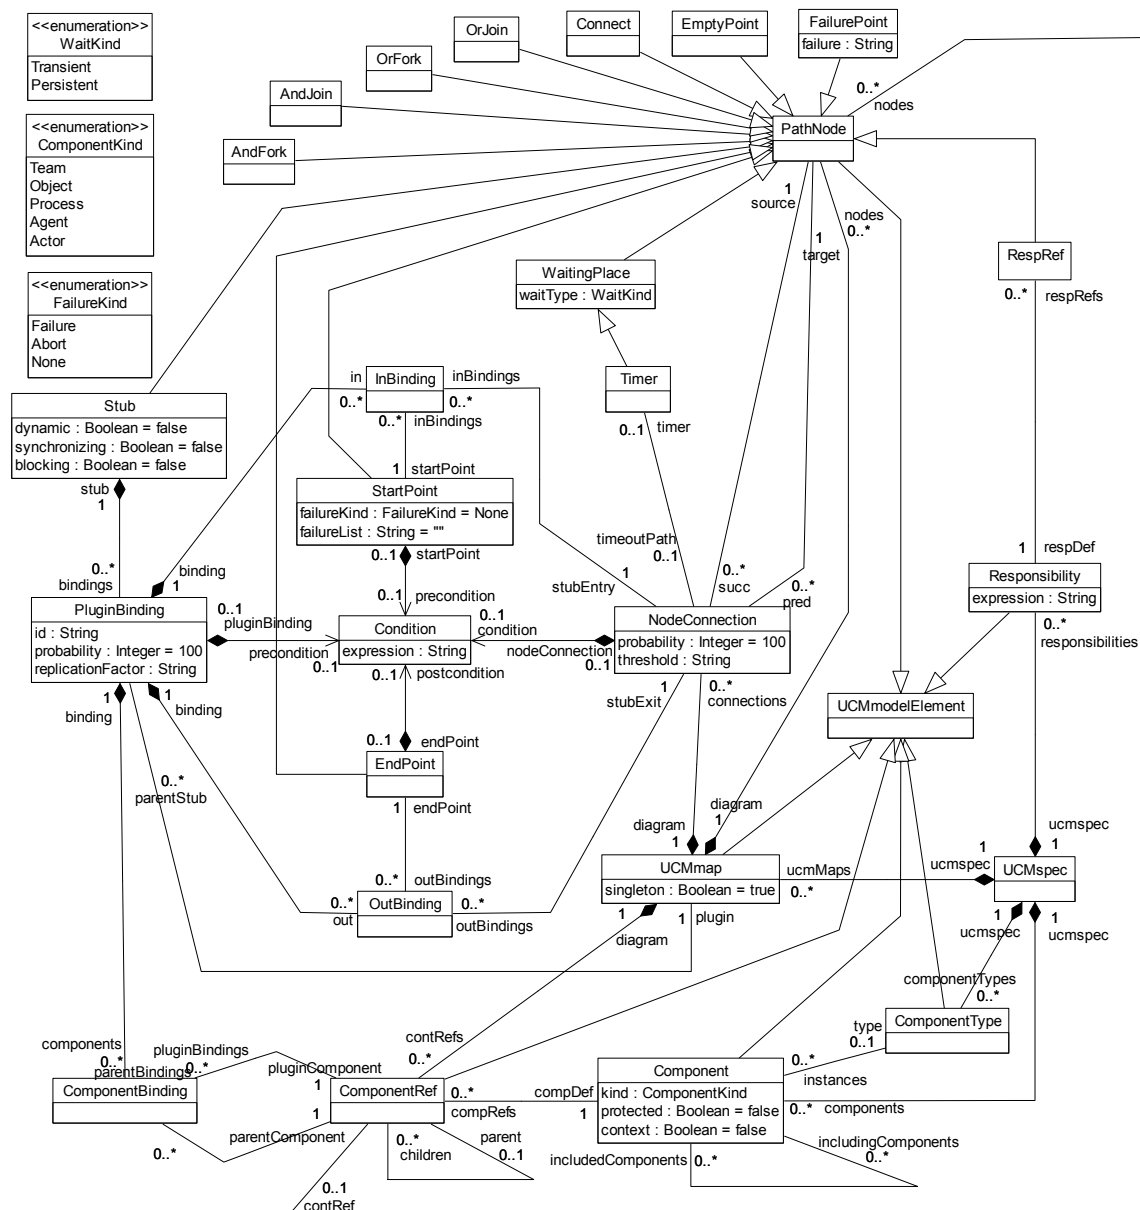 <<enumeration>>
WaitKind
Transient
Persistent
<<enumeration>>
ComponentKind
Team
Object
Process
Agent
Actor
<<enumeration>>
FailureKind
Failure
Abort
None
OrJoin
Connect
EmptyPoint
FailurePoint
failure : String
OrFork
AndJoin
AndFork
0..*
nodes
PathNode
1
source
1
target
nodes
0..*
RespRef
0..*
respRefs
WaitingPlace
waitType : WaitKind
Timer
0..1
timer
in
0..*
InBinding
inBindings
0..*
0..*
inBindings
Stub
dynamic : Boolean = false
synchronizing : Boolean = false
blocking : Boolean = false
stub
1
1
startPoint
StartPoint
failureKind : FailureKind = None
failureList : String = ""
0..1
startPoint
timeoutPath
0..1
0..*
succ
0..*
pred
1
respDef
Responsibility
expression : String
0..*
responsibilities
0..*
bindings
binding
1
stubEntry
1
PluginBinding
id : String
probability : Integer = 100
replicationFactor : String
0..1
pluginBinding
precondition
0..1
0..1
precondition
Condition
expression : String
0..1
condition
nodeConnection
0..1
NodeConnection
probability : Integer = 100
threshold : String
0..1
postcondition
1
binding
1
binding
1
stubExit
0..*
connections
UCMmodelElement
0..1
endPoint
EndPoint
1
endPoint
0..*
parentStub
diagram
1
diagram
1
UCMmap
singleton : Boolean = true
ucmMaps
0..*
1
ucmspec
ucmspec
1
UCMspec
0..*
outBindings
0..*
out
OutBinding
0..*
outBindings
1
diagram
1
plugin
1
ucmspec
1
ucmspec
componentTypes
0..*
ComponentType
type
0..1
contRefs
0..*
components
0..*
pluginBindings
parentBindings
0..*
ComponentBinding
pluginComponent
1
ComponentRef
0..*
compRefs
compDef
1
Component
kind : ComponentKind
protected : Boolean = false
context : Boolean = false
0..*
instances
0..*
components
1
parentComponent
0..*
0..*
children
parent
0..1
includedComponents
0..*
includingComponents
0..*
0..1
contRef